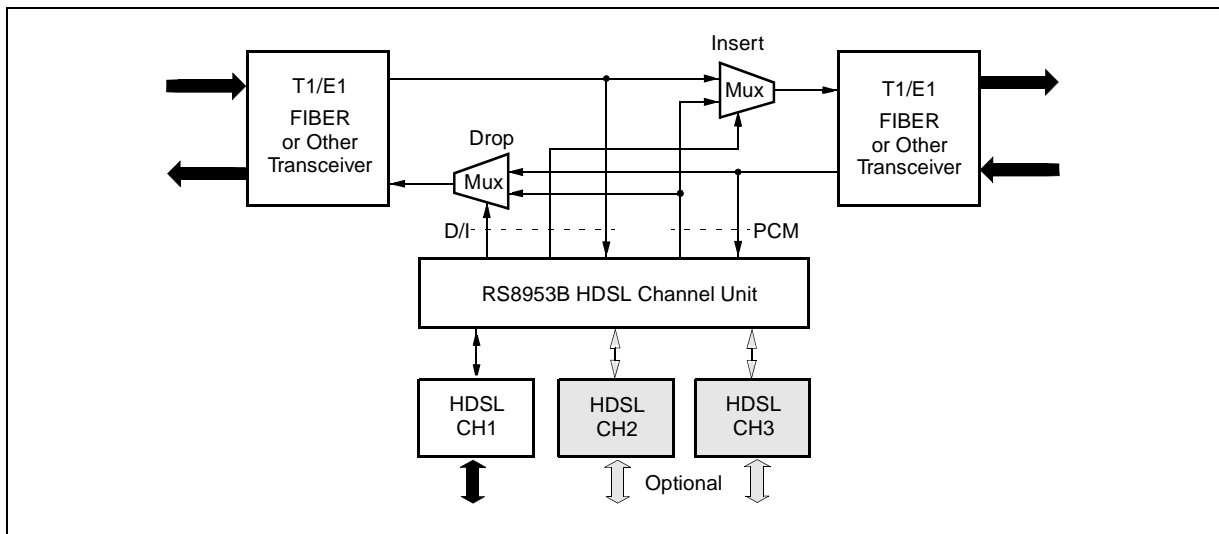 Insert
T1/E1
FIBER
or Other
Transceiver
Mux
T1/E1
FIBER
or Other
Transceiver
Drop
Mux
D/I
PCM
RS8953B HDSL Channel Unit
HDSL
CH1
HDSL
CH2
HDSL
CH3
Optional